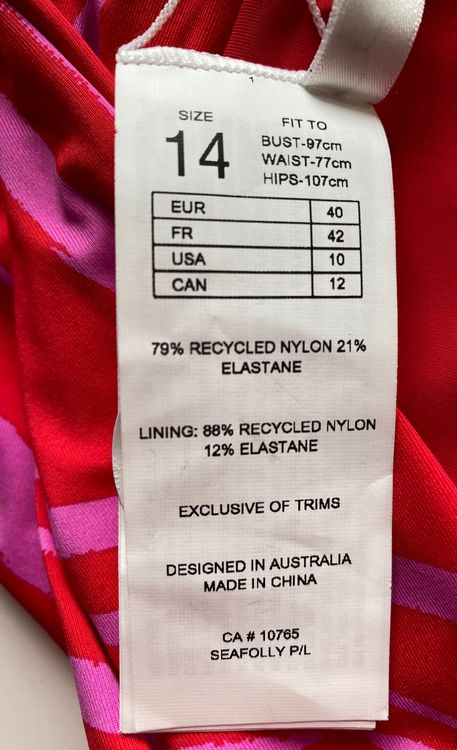 SIZE
14
FIT TO
BUST-97cm
WAIST-77cm
HIPS-107cm
EUR 40
FR 42
USA 10
CAN 12
79% RECYCLED NYLON 21%
ELASTANE
LINING: 88% RECYCLED NYLON
12% ELASTANE
EXCLUSIVE OF TRIMS
DESIGNED IN AUSTRALIA
MADE IN CHINA
CA # 10765
SEAFOLLY P/L